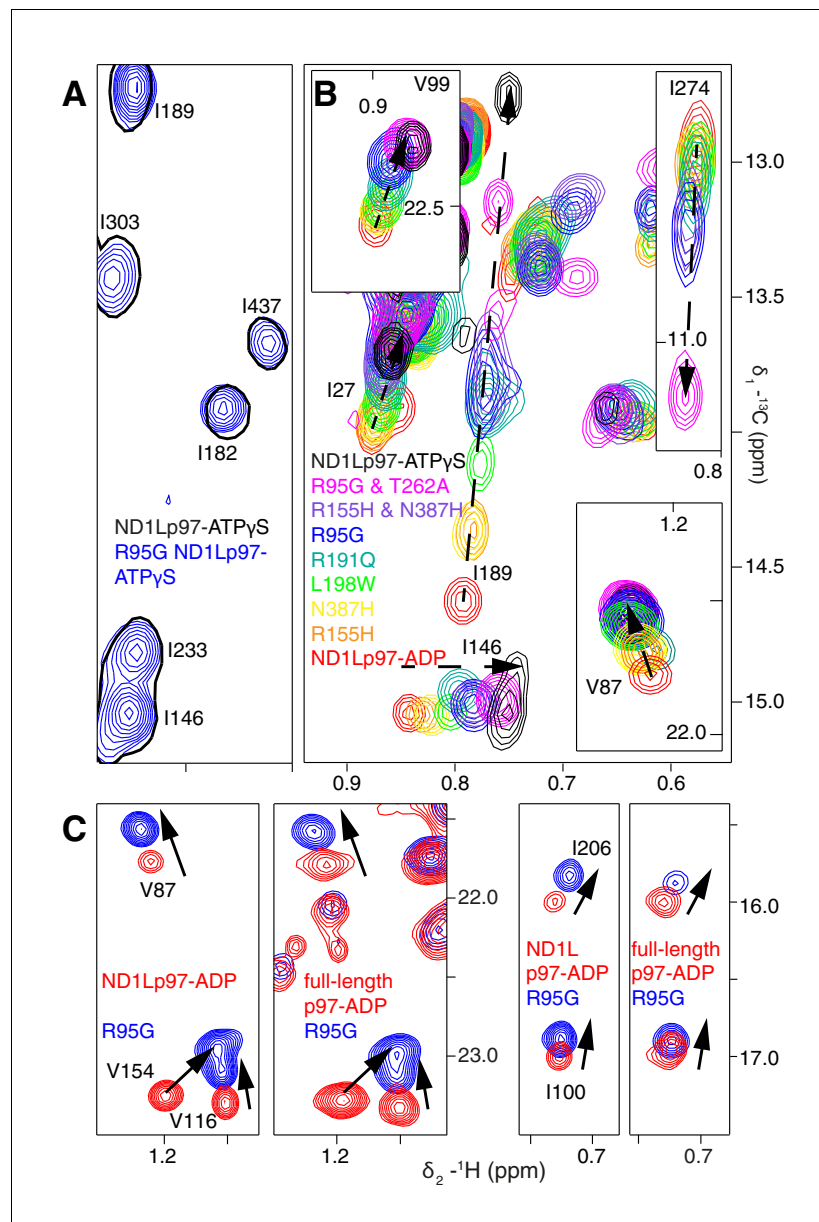 A
I189
I303
I437
I182
ND1Lp97-ATPγS
R95G ND1Lp97-
ATPγS
I233
I146
B
V99
0.9
22.5
I274
11.0
0.8
I27
ND1Lp97-ATPγS
R95G & T262A
R155H & N387H
R95G
R191Q
L198W
N387H
R155H
ND1Lp97-ADP
I189
I146
1.2
V87
22.0
13.0
13.5
14.0
14.5
15.0
δ1 -13C (ppm)
0.9
0.8
0.7
0.6
C
V87
ND1Lp97-ADP
R95G
V154
V116
1.2
full-length
p97-ADP
R95G
1.2
22.0
23.0
I206
ND1L
p97-ADP
R95G
I100
0.7
full-length
p97-ADP
R95G
0.7
16.0
17.0
δ2 -1H (ppm)